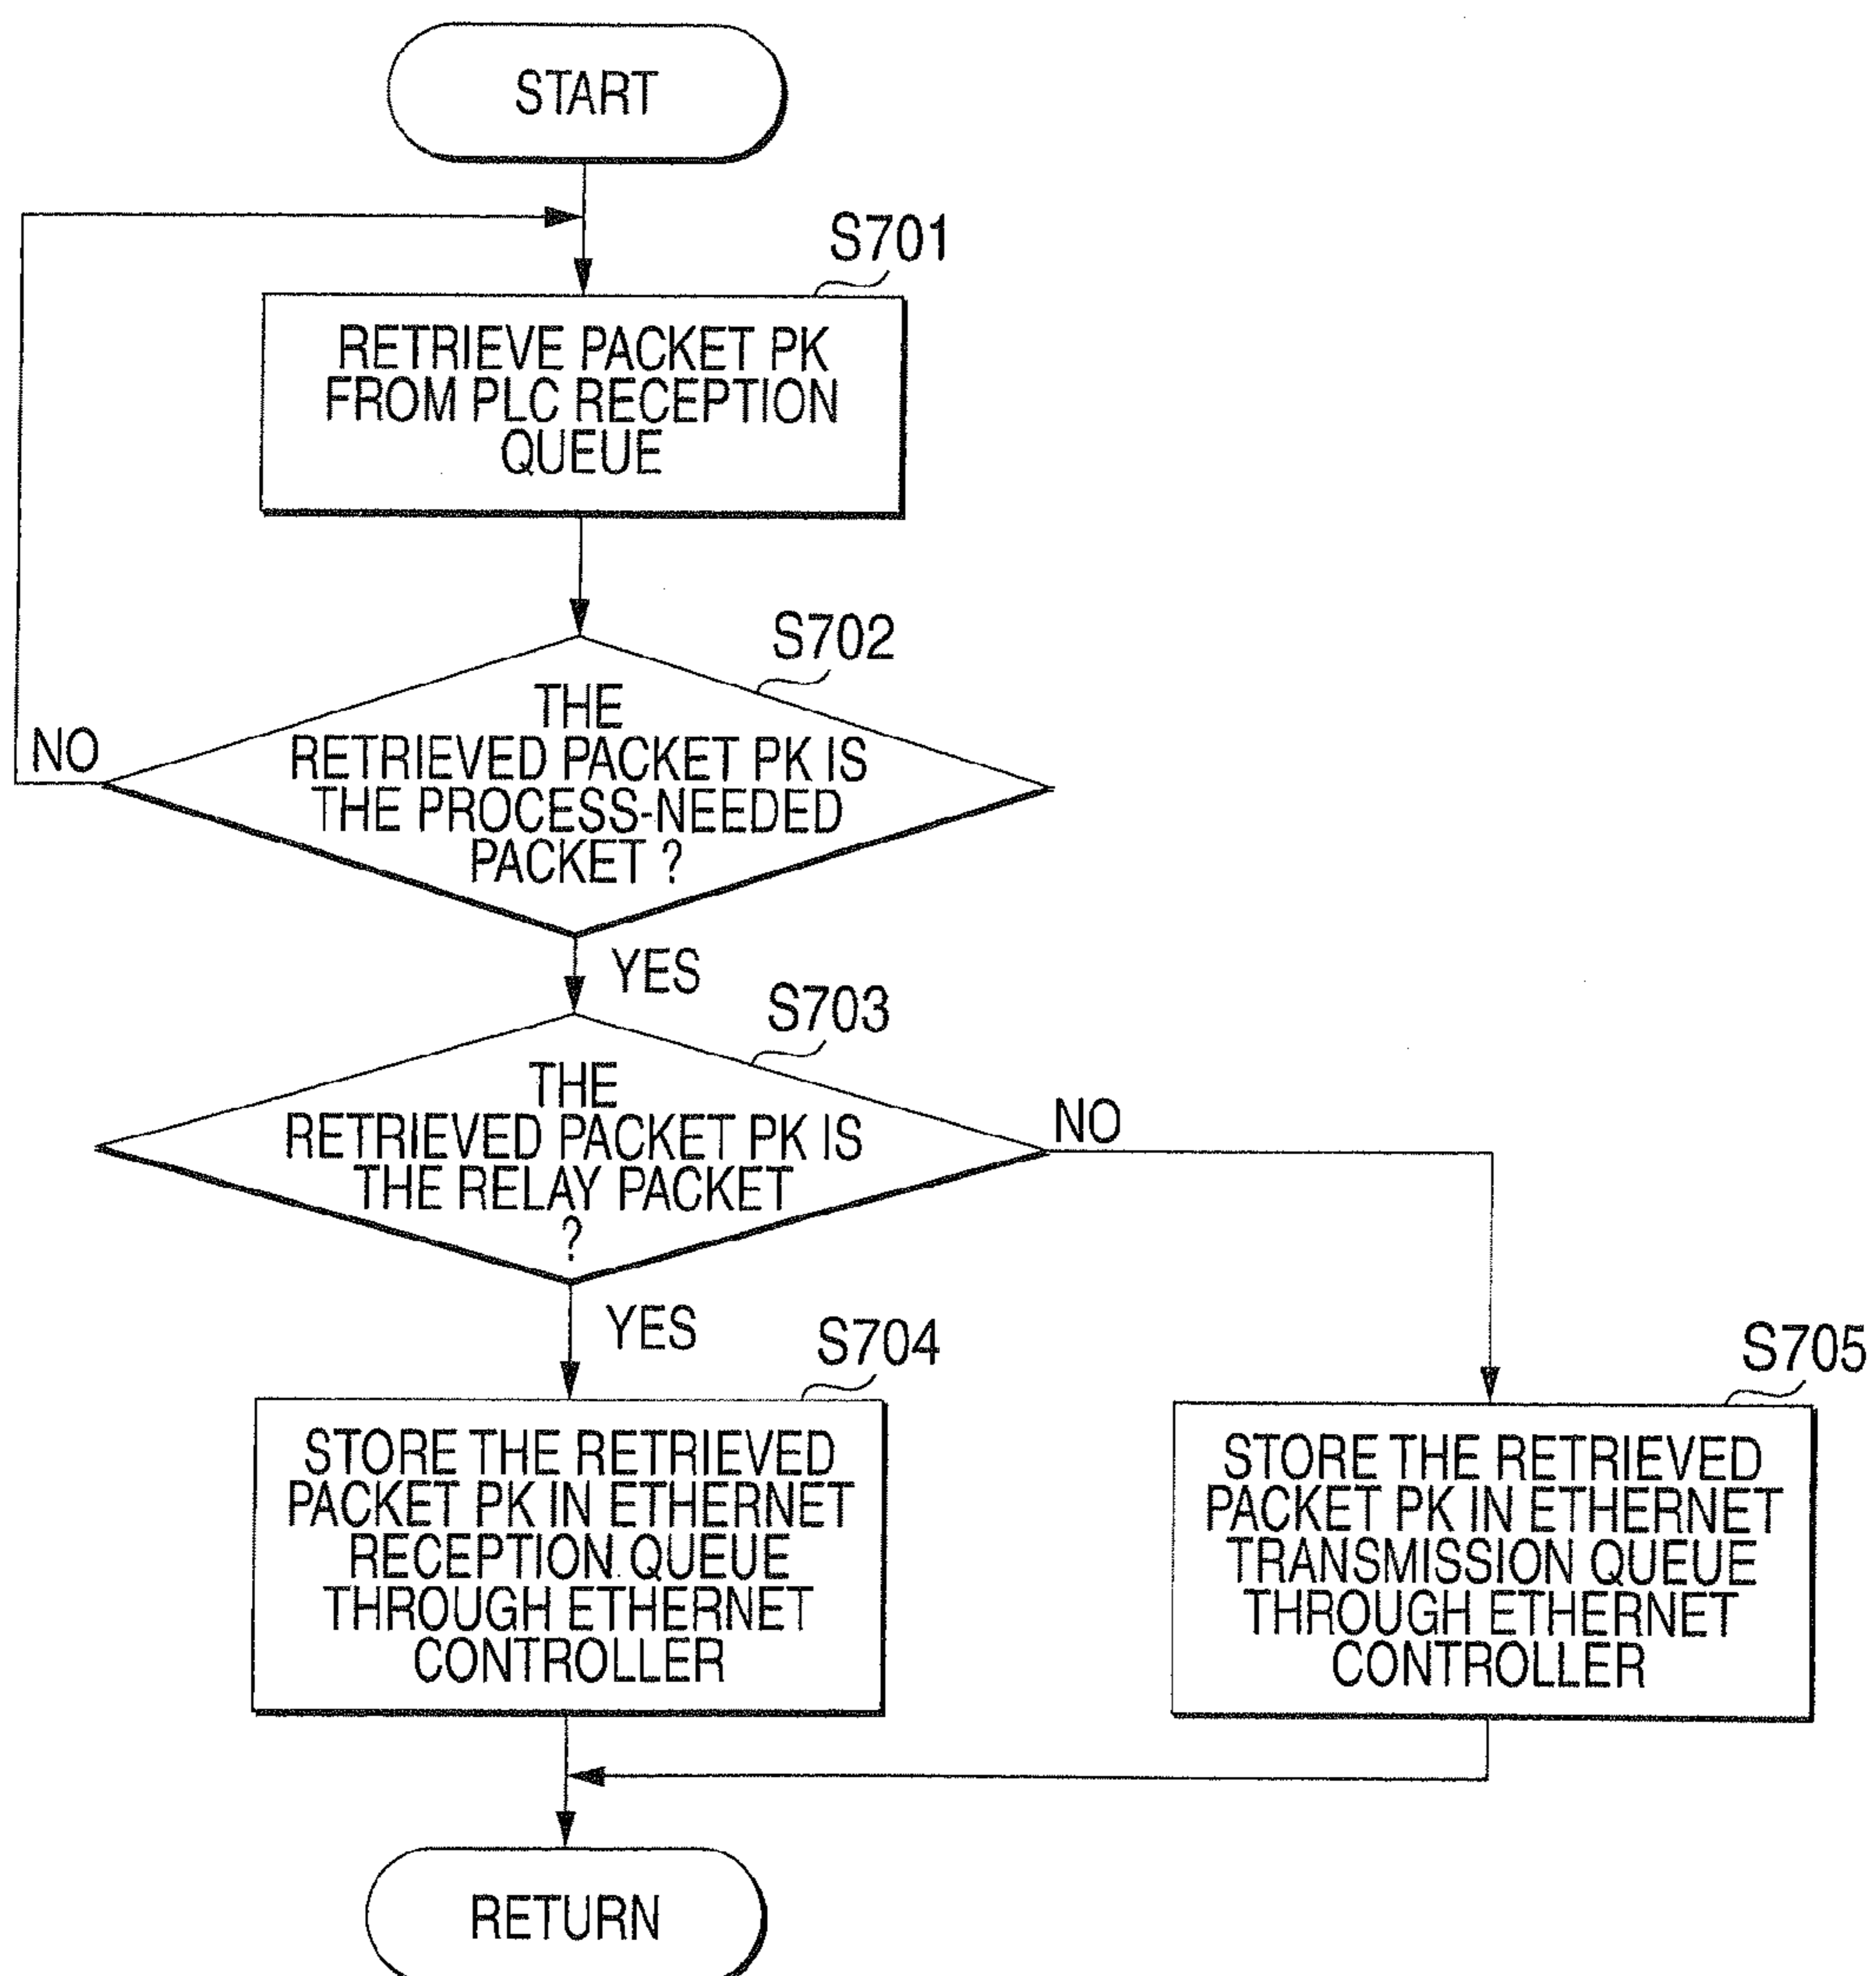 START
S701
RETRIEVE PACKET PK
FROM PLC RECEPTION
QUEUE
S702
THE
RETRIEVED PACKET PK IS
THE PROCESS-NEEDED
PACKET ?
NO
YES
S703
THE
RETRIEVED PACKET PK IS
THE RELAY PACKET
?
NO
YES
S704
STORE THE RETRIEVED
PACKET PK IN ETHERNET
RECEPTION QUEUE
THROUGH ETHERNET
CONTROLLER
S705
STORE THE RETRIEVED
PACKET PK IN ETHERNET
TRANSMISSION QUEUE
THROUGH ETHERNET
CONTROLLER
RETURN